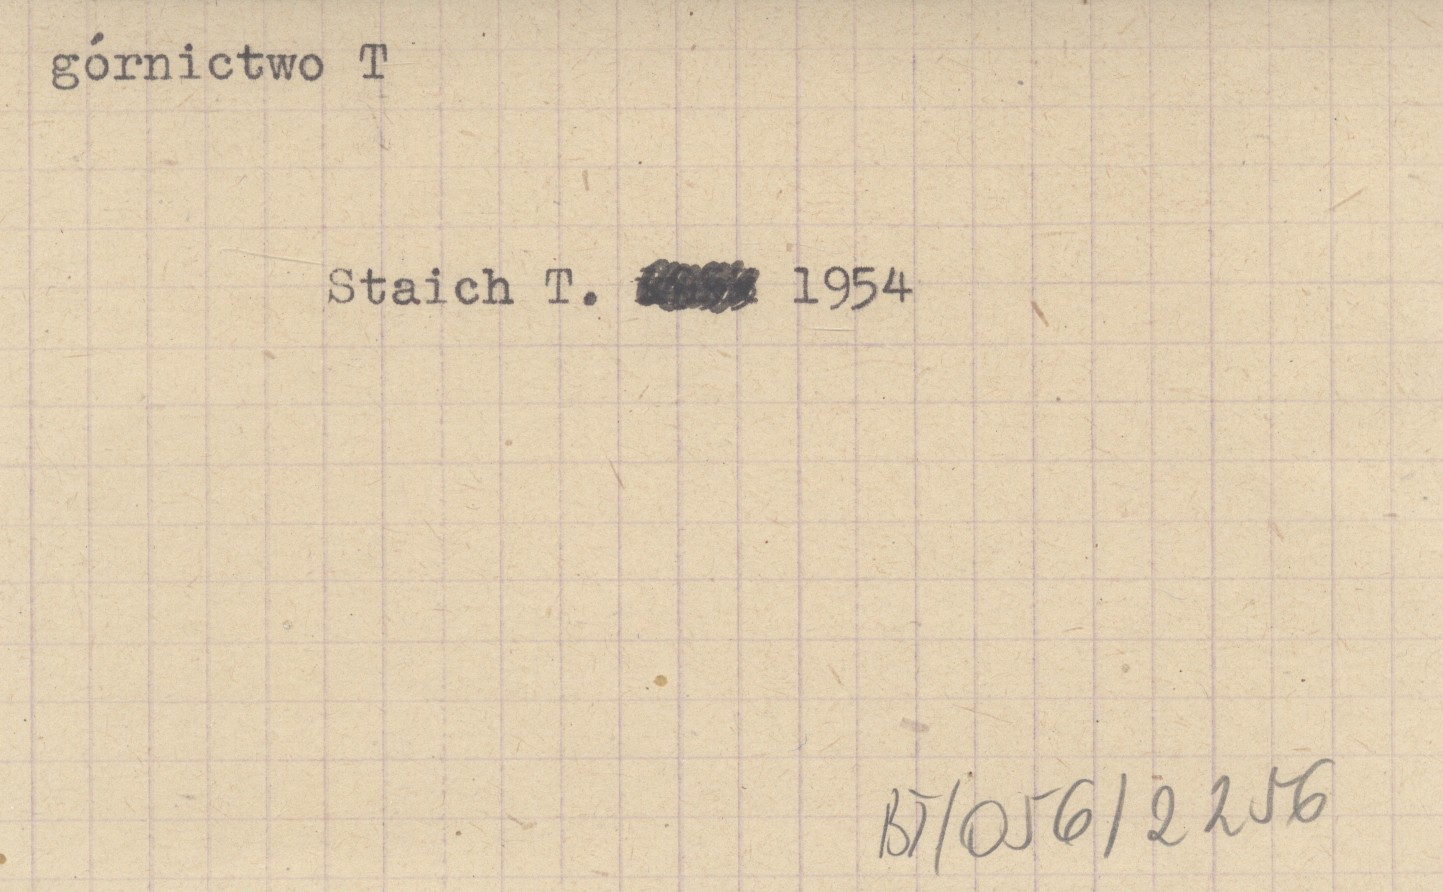 górnictwo T
Staich T. 1954
BT/056/2256